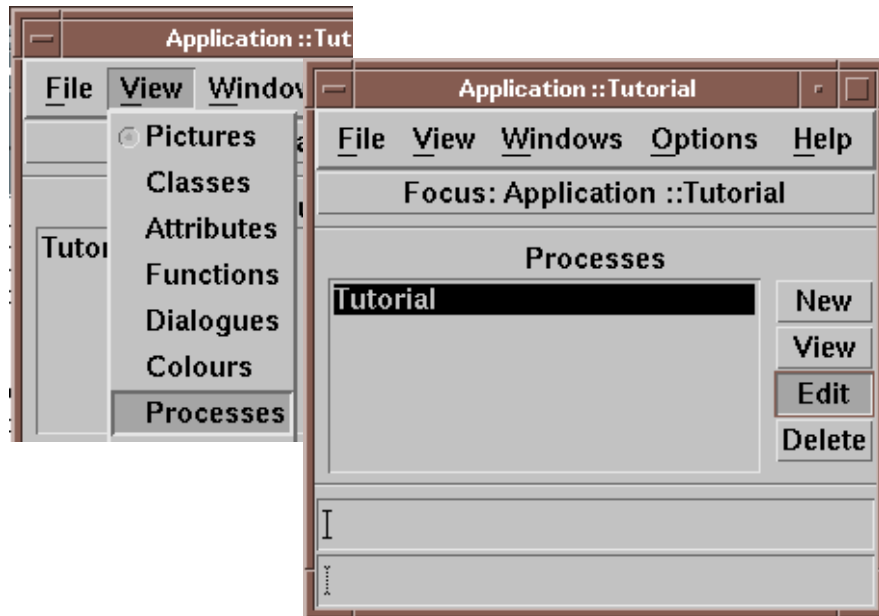 Application ::Tut
File View Window
Pictures
Classes
Attributes
Functions
Dialogues
Colours
Processes
Tutor
Application ::Tutorial
File View Windows Options Help
Focus: Application ::Tutorial
Processes
Tutorial
New
View
Edit
Delete